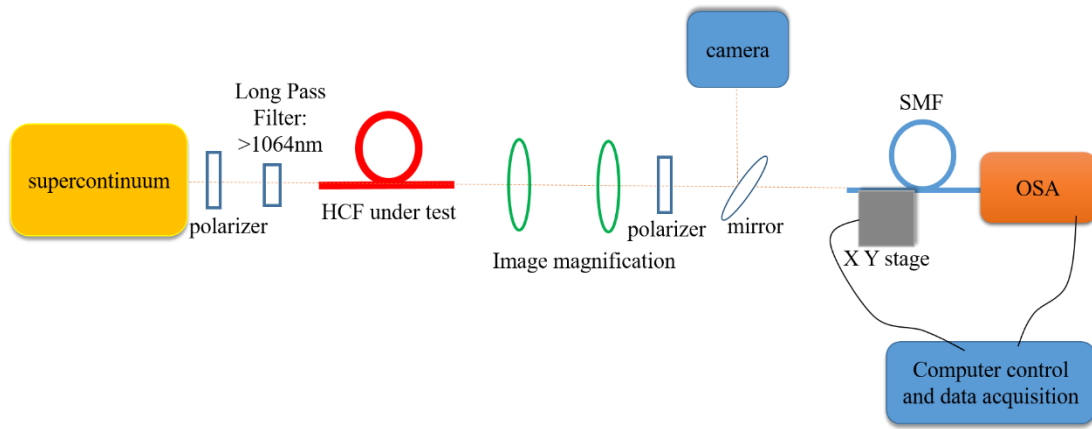 supercontinuum
polarizer
Long Pass
Filter:
>1064nm
HCF under test
Image magnification
polarizer
camera
mirror
SMF
X Y stage
OSA
Computer control
and data acquisition